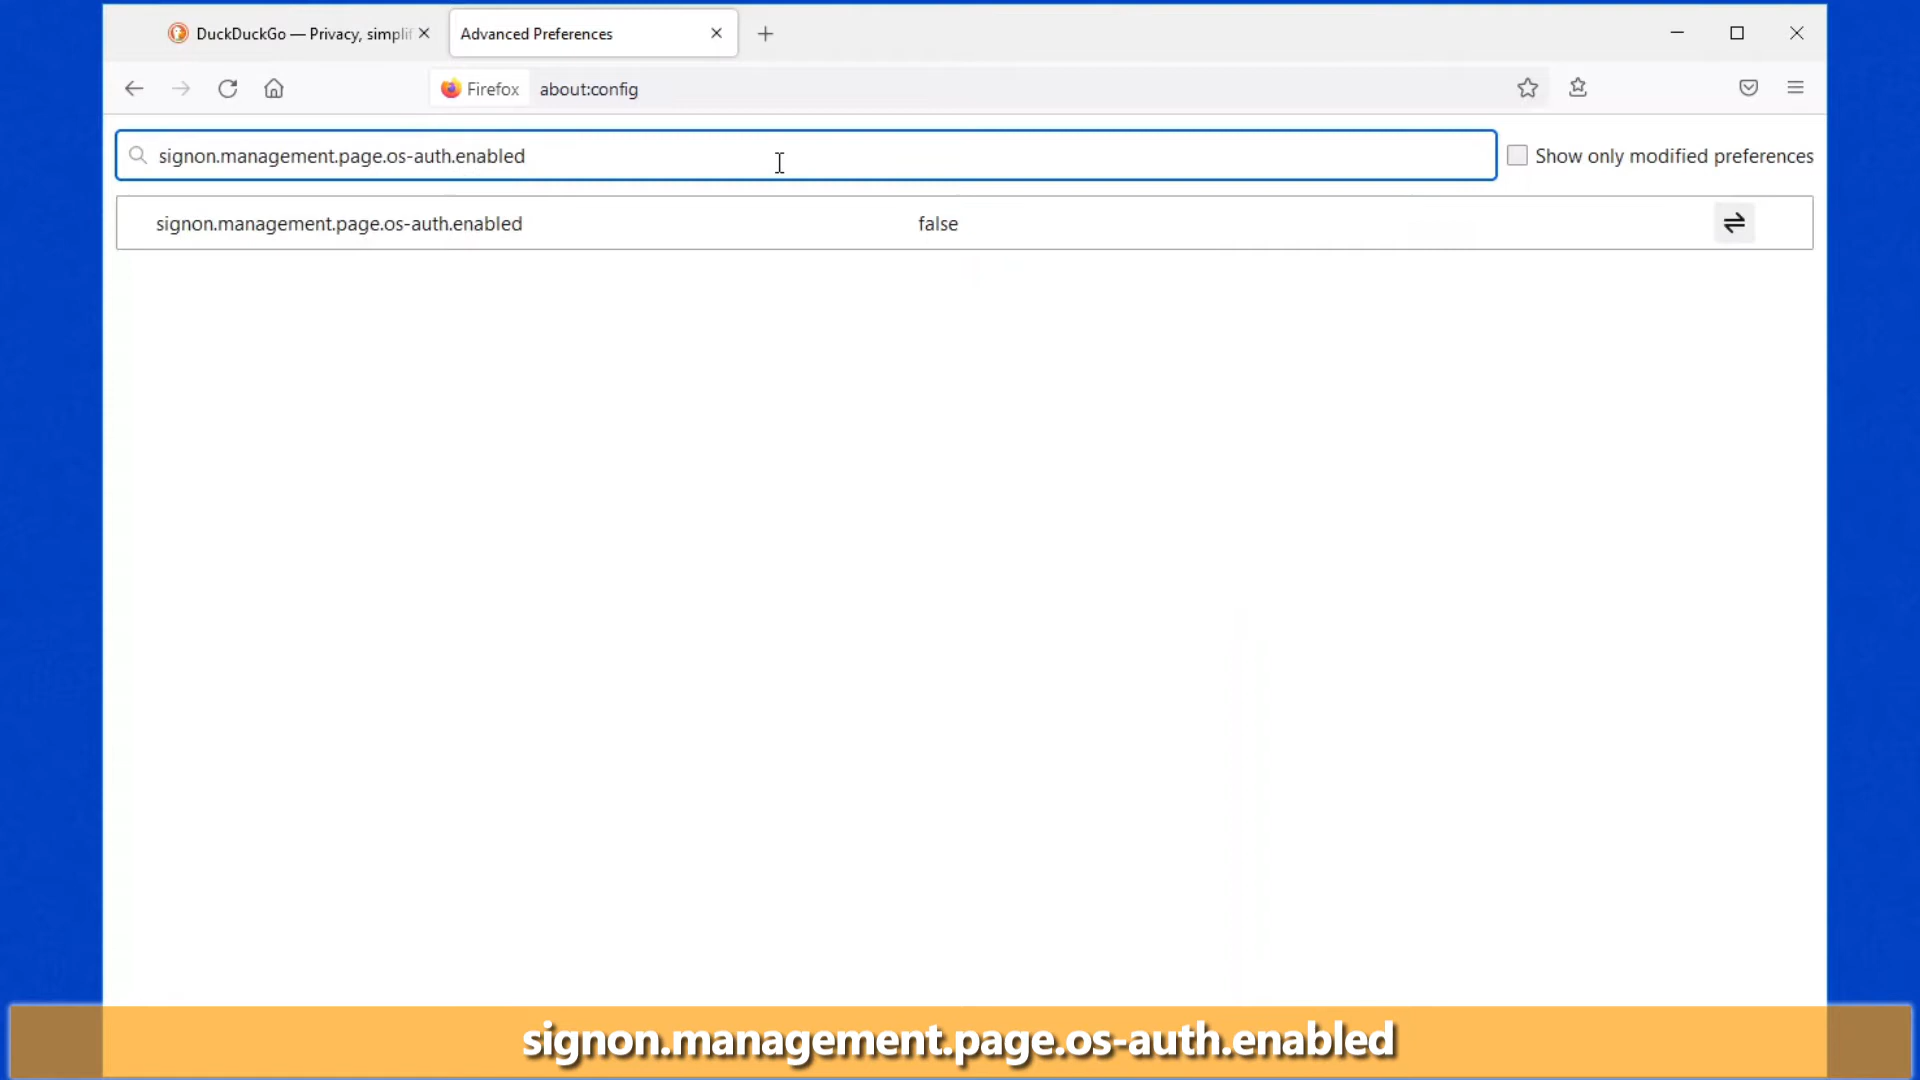 DuckDuckGo — Privacy, simplif
Advanced Preferences
Firefox
about:config
signon.management.page.os-auth.enabled
Show only modified preferences
signon.management.page.os-auth.enabled false
signon.management.page.os-auth.enabled